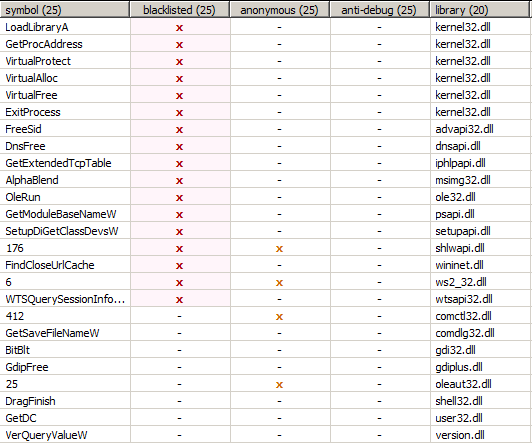 symbol (25) blacklisted (25) anonymous (25) anti-debug (25) library (20)
LoadLibraryA x - - kernel32.dll
GetProcAddress x - - kernel32.dll
VirtualProtect x - - kernel32.dll
VirtualAlloc x - - kernel32.dll
VirtualFree x - - kernel32.dll
ExitProcess x - - kernel32.dll
FreeSid x - - advapi32.dll
DnsFree x - - dnsapi.dll
GetExtendedTcpTable x - - iphlpapi.dll
AlphaBlend x - - msimg32.dll
OleRun x - - ole32.dll
GetModuleBaseNameW x - - psapi.dll
SetupDiGetClassDevsW x - - setupapi.dll
176 x x - shlwapi.dll
FindCloseUrlCache x - - wininet.dll
6 x x - ws2_32.dll
WTSQuerySessionInfo... x - - wtsapi32.dll
412 - x - comctl32.dll
GetSaveFileNameW - - - comdlg32.dll
BitBlt - - - gdi32.dll
GdipFree - - - gdiplus.dll
25 - x - oleaut32.dll
DragFinish - - - shell32.dll
GetDC - - - user32.dll
VerQueryValueW - - - version.dll